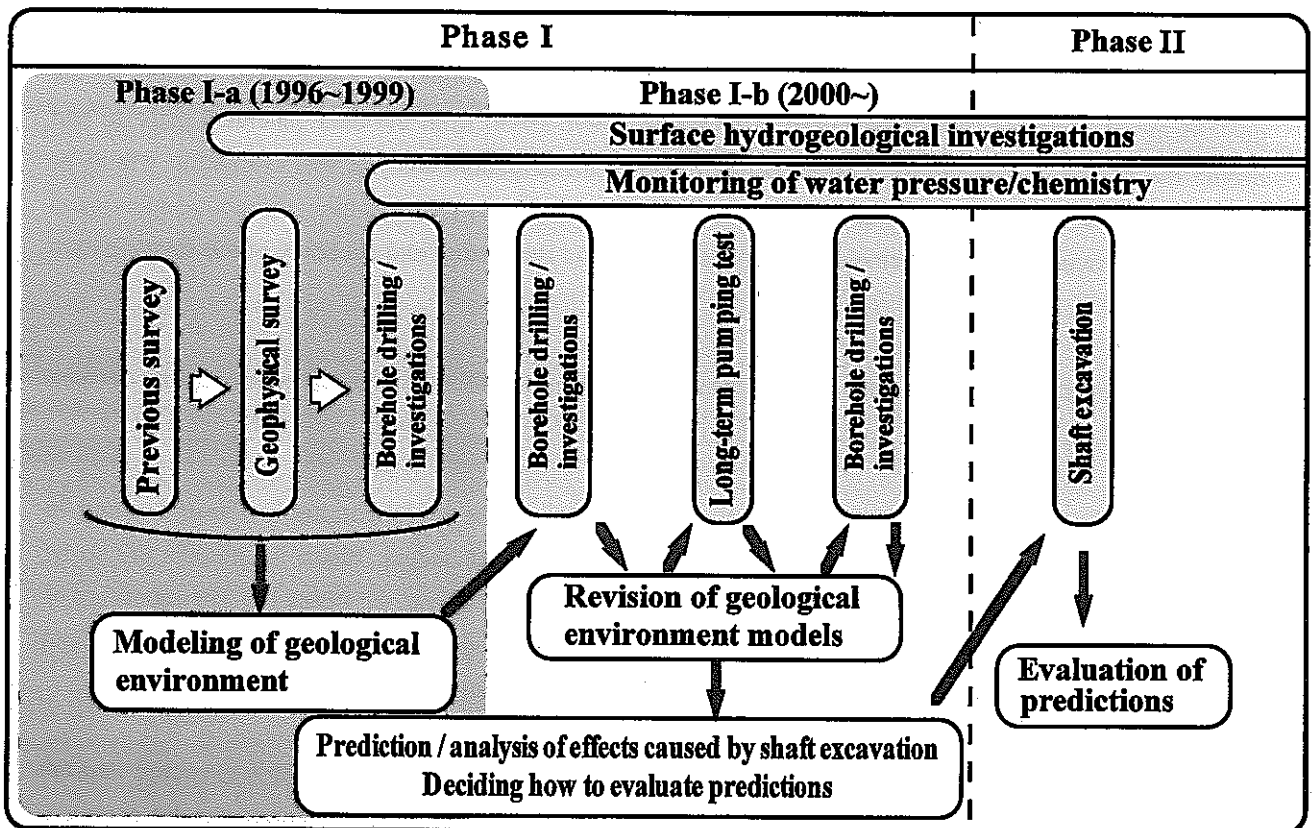 Phase I
Phase II
Phase I-a (1996~1999)
Phase I-b (2000~)
Surface hydrogeological investigations
Monitoring of water pressure/chemistry
Previous survey
Geophysical survey
Borehole drilling /
investigations
Borehole drilling /
investigations
Long-term pumping test
Borehole drilling /
investigations
Shaft excavation
Modeling of geological
environment
Revision of geological
environment models
Evaluation of
predictions
Prediction / analysis of effects caused by shaft excavation
Deciding how to evaluate predictions